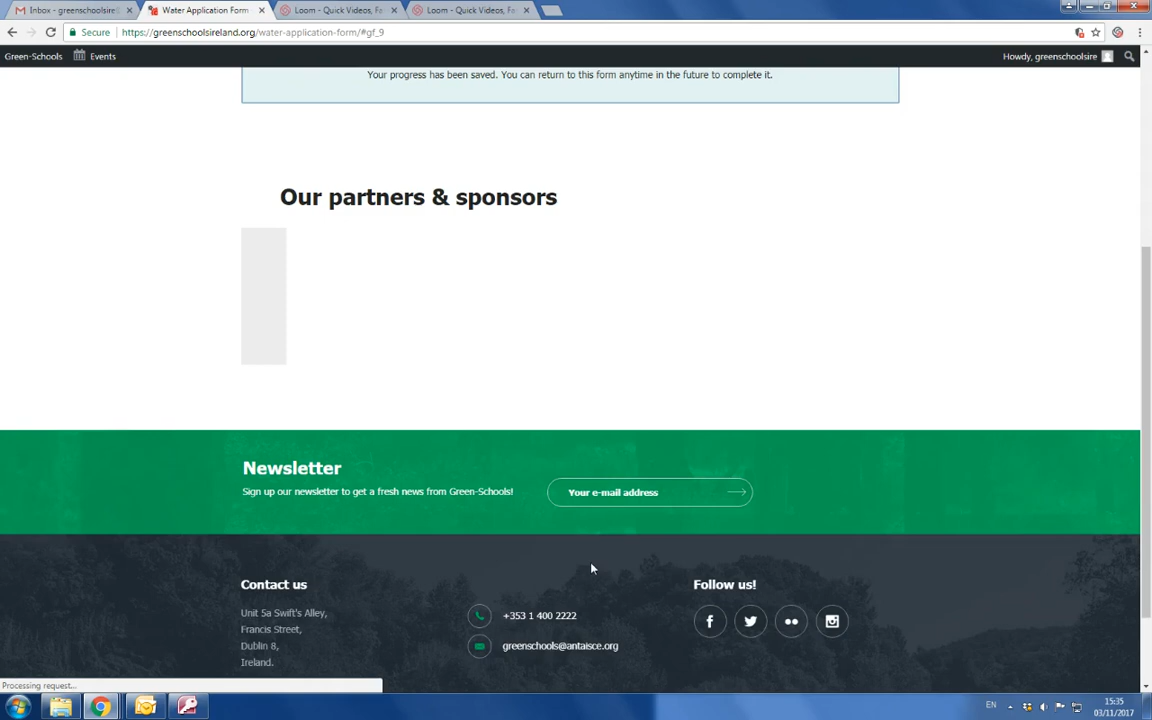 Inbox - greenschoolsire@
Water Application Form
Loom - Quick Videos, Fe
Loom - Quick Videos, Fe
Secure
https://greenschoolsireland.org/water-application-form/#gf_9
Green-Schools
Events
Howdy, greenschoolsire
Your progress has been saved. You can return to this form anytime in the future to complete it.
Our partners & sponsors
Newsletter
Sign up our newsletter to get a fresh news from Green-Schools!
Your e-mail address
Contact us
Unit 5a Swift's Alley,
Francis Street,
Dublin 8,
Ireland.
+353 1 400 2222
greenschools@antaisce.org
Follow us!
Processing request...
EN
15:35
03/11/2017